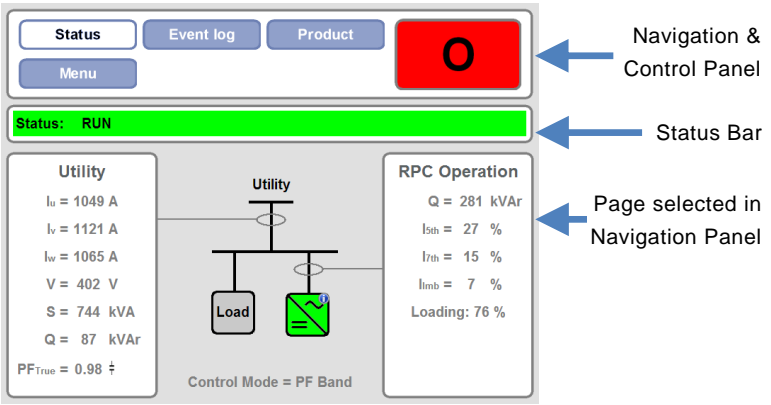 Status Event log Product
Menu
O
Navigation &
Control Panel
Status: RUN
Status Bar
Utility
Iu = 1049 A
Iv = 1121 A
Iw = 1065 A
V = 402 V
S = 744 kVA
Q = 87 kVAr
PFTrue = 0.98
Utility
Load
Control Mode = PF Band
RPC Operation
Q = 281 kVAr
I5th = 27 %
I7th = 15 %
IImb = 7 %
Loading: 76 %
Page selected in
Navigation Panel